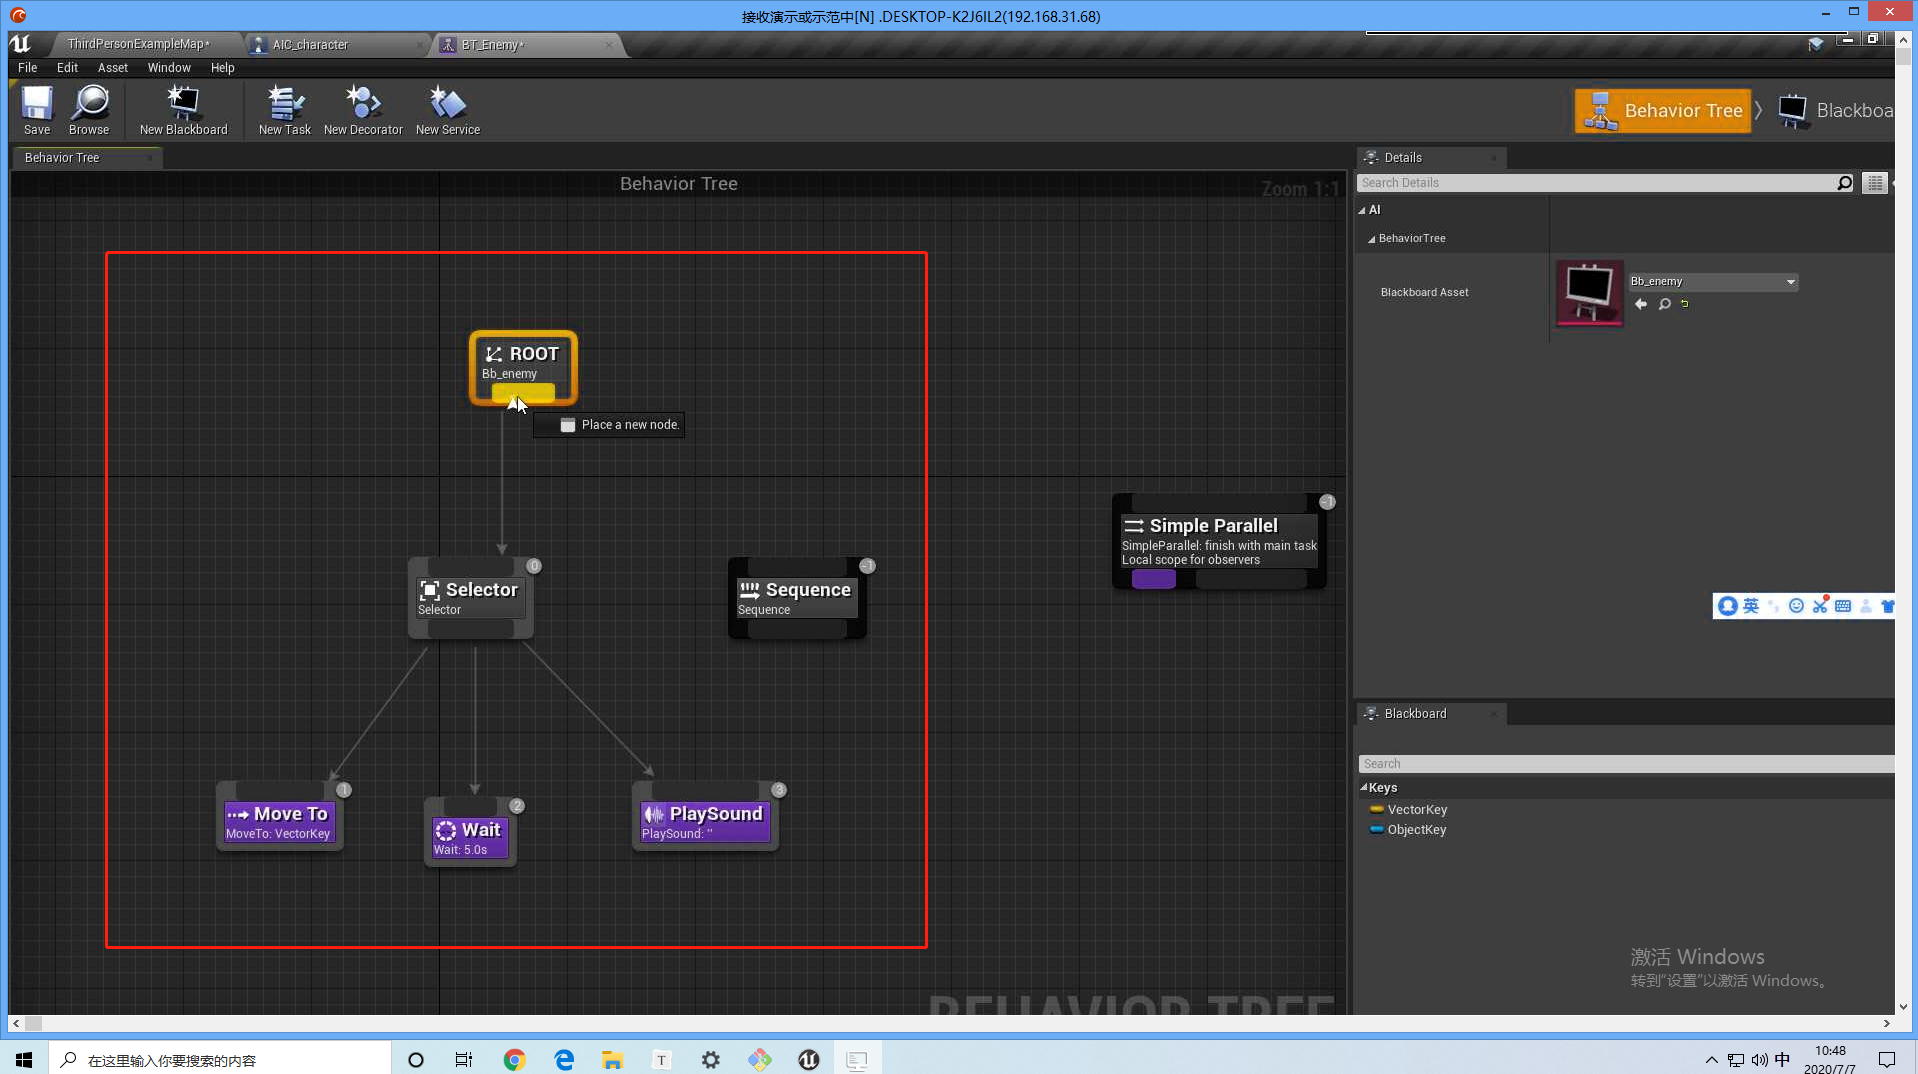 接收演示或示范中[N] .DESKTOP-K2J6IL2(192.168.31.68)
ThirdPersonExampleMap*
AIC_character
BT_Enemy*
File Edit Asset Window Help
Save
Browse
New Blackboard
New Task
New Decorator
New Service
Behavior Tree
Blackboa
Behavior Tree
Behavior Tree
Zoom 1:1
ROOT
Bb_enemy
Place a new node.
Selector
Selector
0
Sequence
Sequence
-1
Simple Parallel
SimpleParallel: finish with main task
Local scope for observers
-1
Move To
MoveTo: VectorKey
1
Wait
Wait: 5.0s
2
PlaySound
PlaySound: ''
3
BEHAVIOR TREE
Details
Search Details
AI
BehaviorTree
Blackboard Asset
Bb_enemy
英
Blackboard
Search
Keys
VectorKey
ObjectKey
激活 Windows
转到"设置"以激活 Windows。
在这里输入你要搜索的内容
T
中
10:48
2020/7/7